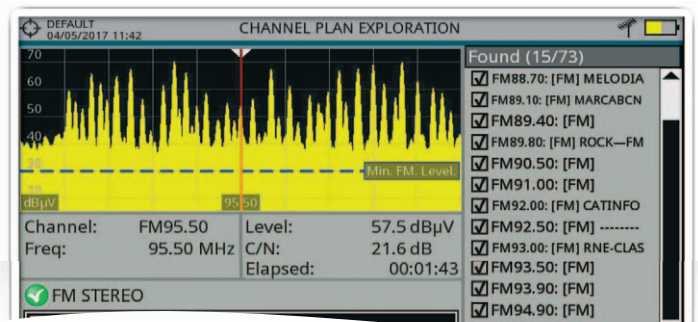 DEFAULT
04/05/2017 11:42
CHANNEL PLAN EXPLORATION
70
60
50
40
30
Min. FM. Level:
dBµV
95.50
Channel: FM95.50
Freq: 95.50 MHz
Level: 57.5 dBµV
C/N: 21.6 dB
Elapsed: 00:01:43
FM STEREO
Found (15/73)
FM88.70: [FM] MELODIA
FM89.10: [FM] MARCABCN
FM89.40: [FM]
FM89.80: [FM] ROCK—FM
FM90.50: [FM]
FM91.00: [FM]
FM92.00: [FM] CATINFO
FM92.50: [FM] --------
FM93.00: [FM] RNE-CLAS
FM93.50: [FM]
FM93.90: [FM]
FM94.90: [FM]